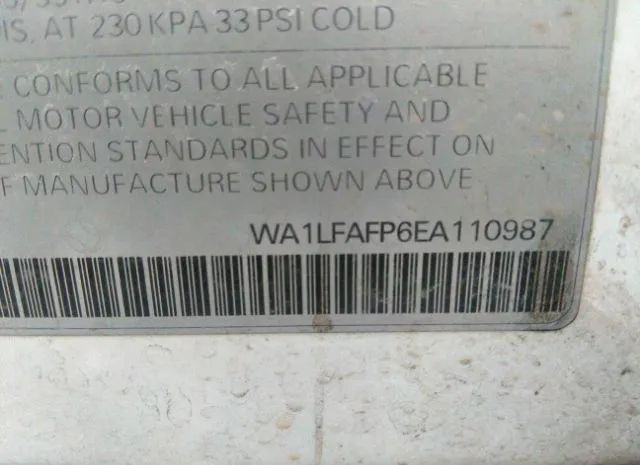 IS, AT 230 KPA 33 PSI COLD
CONFORMS TO ALL APPLICABLE
MOTOR VEHICLE SAFETY AND
ENTION STANDARDS IN EFFECT ON
F MANUFACTURE SHOWN ABOVE
WA1LFAFP6EA110987